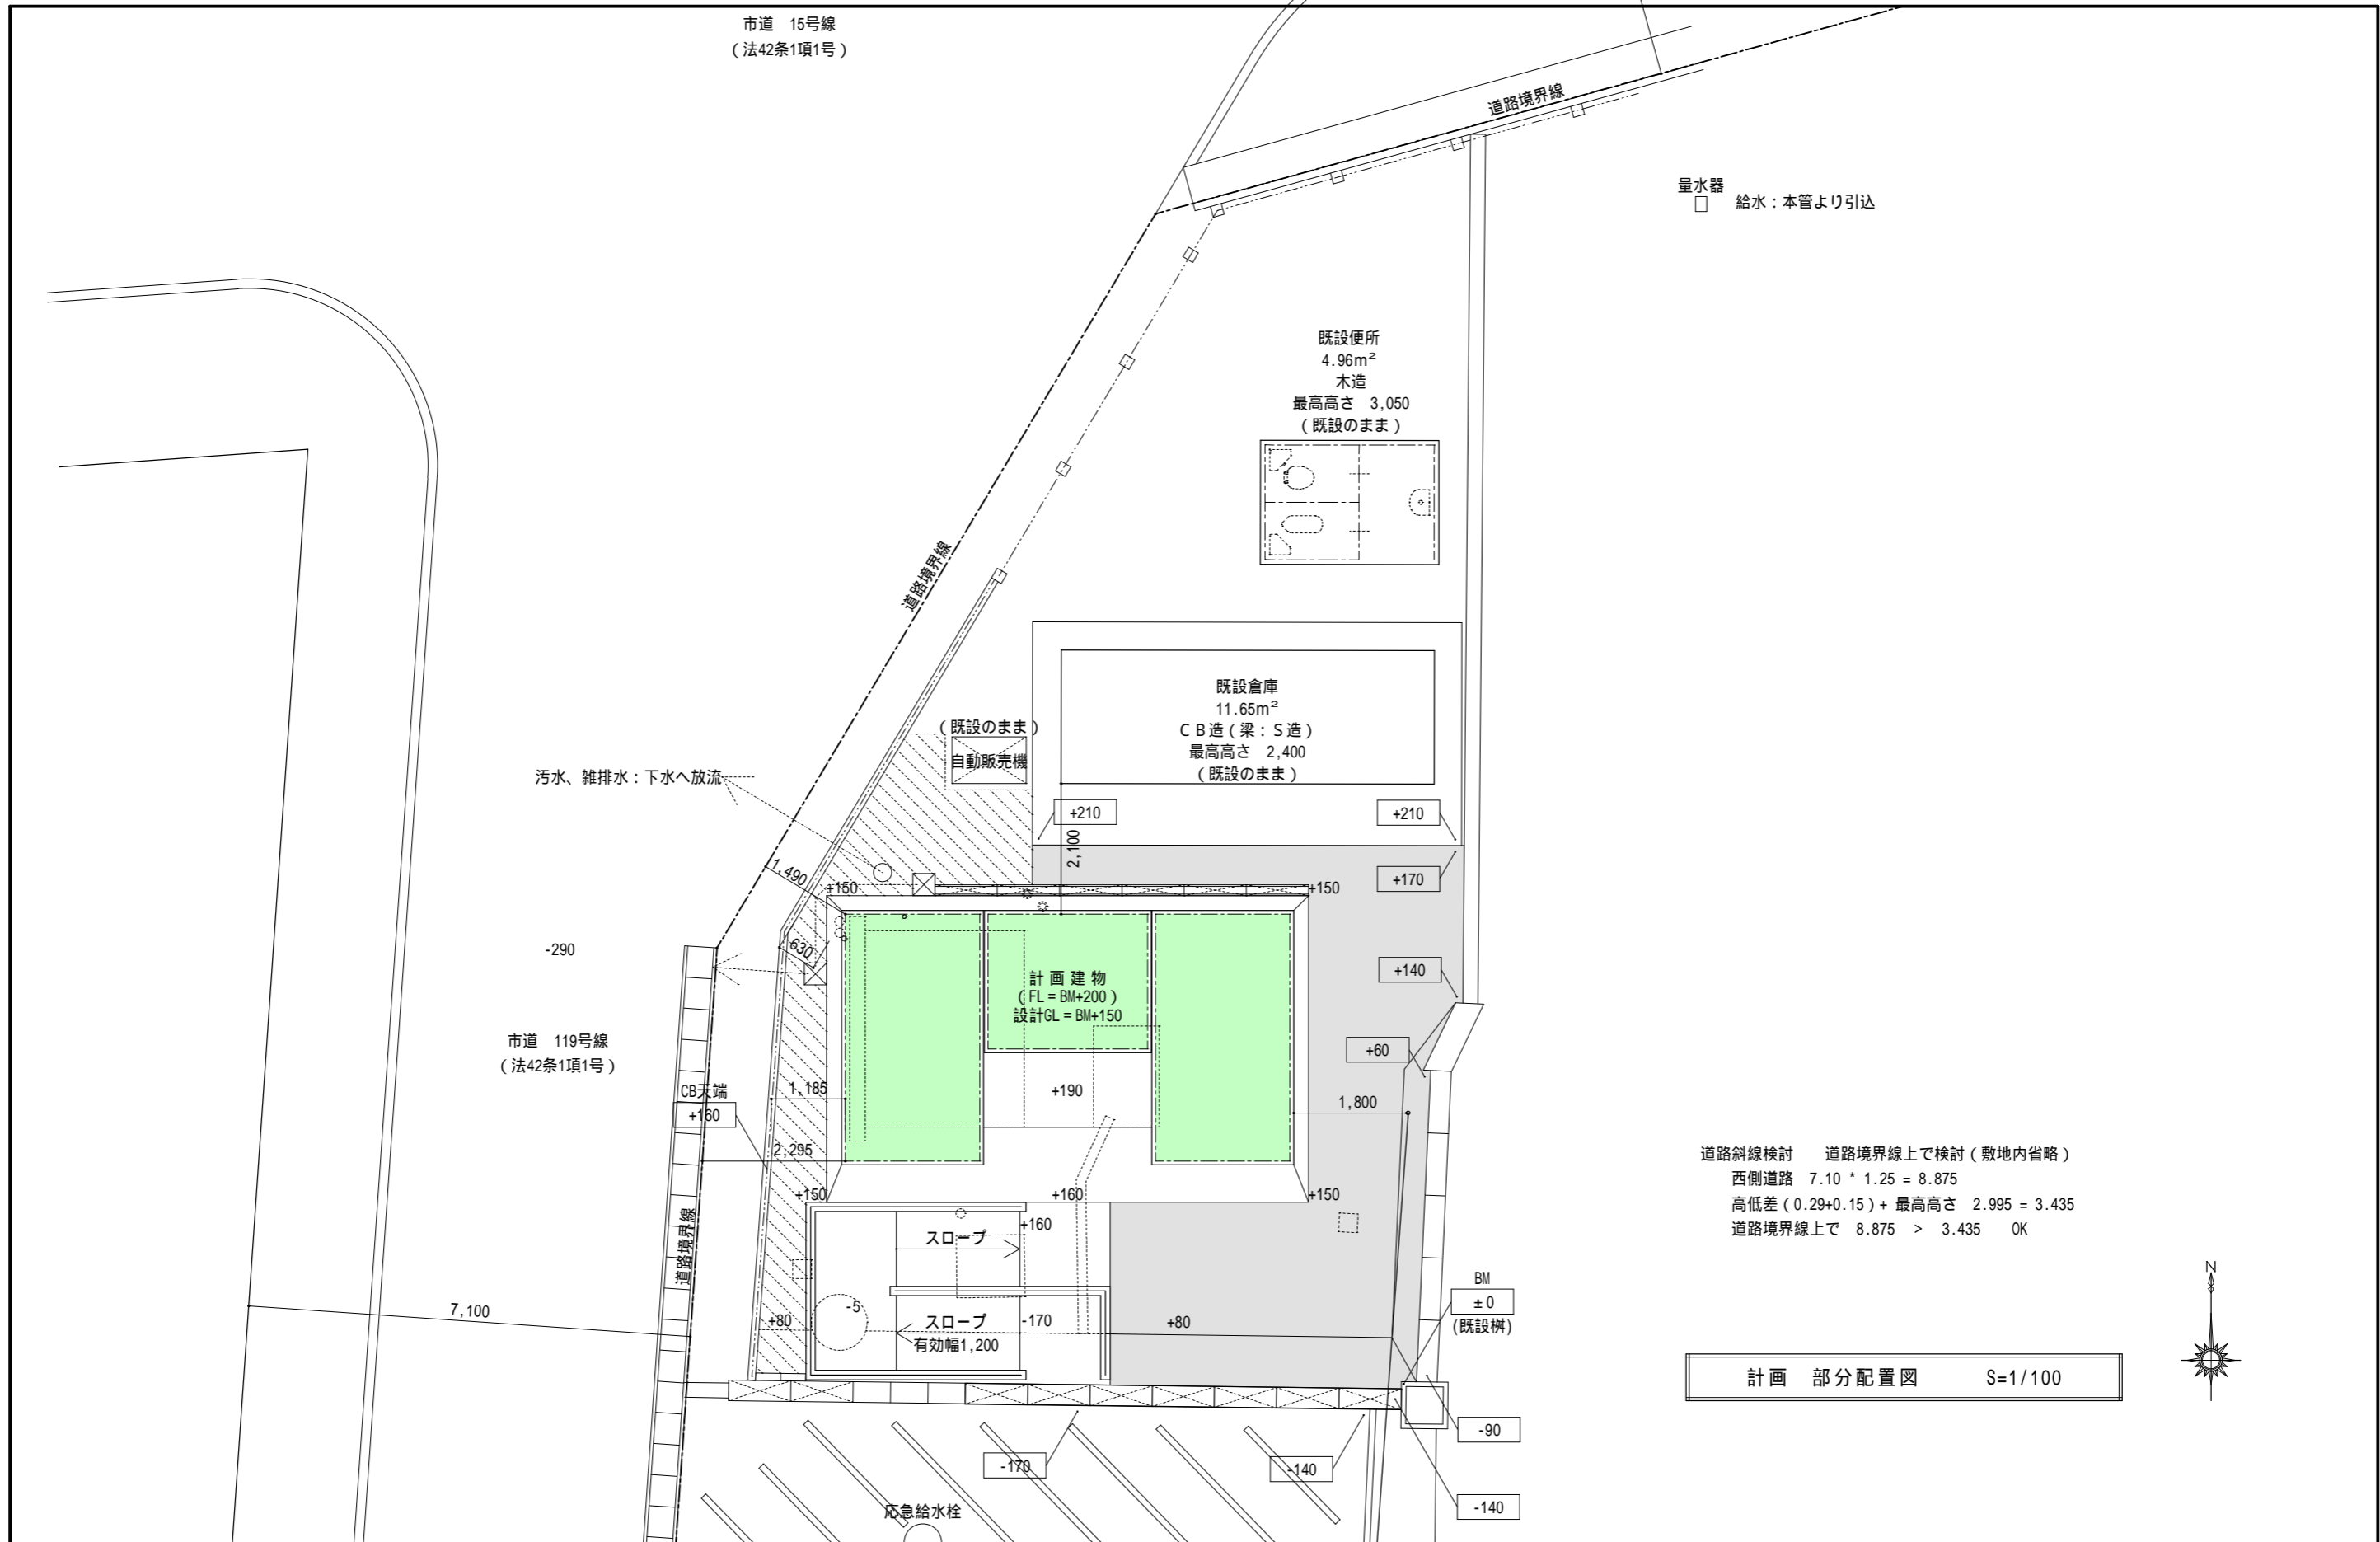 市道　15号線
（法42条1項1号）
道路境界線
量水器
給水：本管より引込
既設便所
4.96m²
木造
最高高さ　3,050
（既設のまま）
道路境界線
既設倉庫
11.65m²
ＣＢ造（梁：Ｓ造）
最高高さ　2,400
（既設のまま）
（既設のまま）
自動販売機
汚水、雑排水：下水へ放流
+210
+210
2,100
+170
1,490
+150
+150
-290
630
+140
計 画 建 物
（FL＝BM+200）
設計GL＝BM+150
市道　119号線
（法42条1項1号）
+60
CB天端
+160
1,185
+190
1,800
2,295
道路斜線検討　　道路境界線上で検討（敷地内省略）
西側道路　7.10 * 1.25 = 8.875
高低差（0.29+0.15）+ 最高高さ　2.995 = 3.435
道路境界線上で　8.875　>　3.435　　OK
+150
+160
+150
道路境界線
スロープ
+160
N
BM
±0
(既設桝)
7,100
-5
+80
スロープ
-170
+80
有効幅1,200
計画　部分配置図　　　S=1/100
-90
-170
-140
-140
応急給水栓